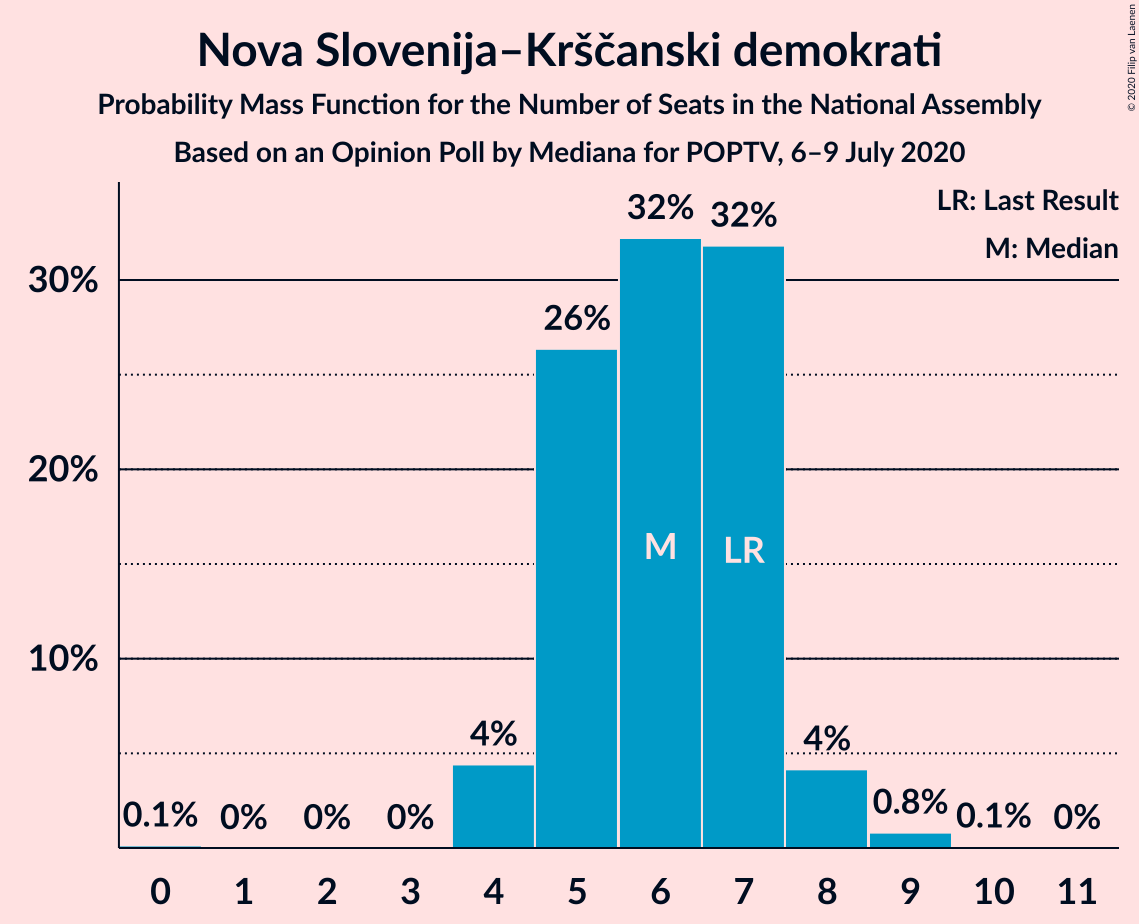 Nova Slovenija–Krščanski demokrati
Probability Mass Function for the Number of Seats in the National Assembly
Based on an Opinion Poll by Mediana for POPTV, 6–9 July 2020
© 2020 Filip van Laenen
LR: Last Result
M: Median
32%
32%
30%
26%
20%
M
LR
10%
4%
4%
0.1%
0%
0%
0%
0.8%
0.1%
0%
0 1 2 3 4 5 6 7 8 9 10 11